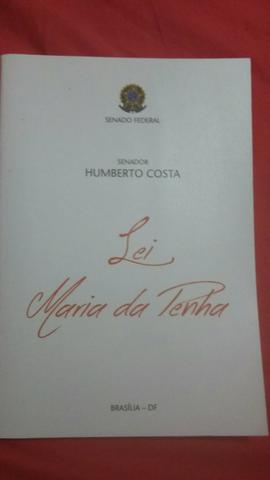 SENADO FEDERAL
SENADOR
HUMBERTO COSTA
Lei
Maria da Penha
BRASÍLIA – DF